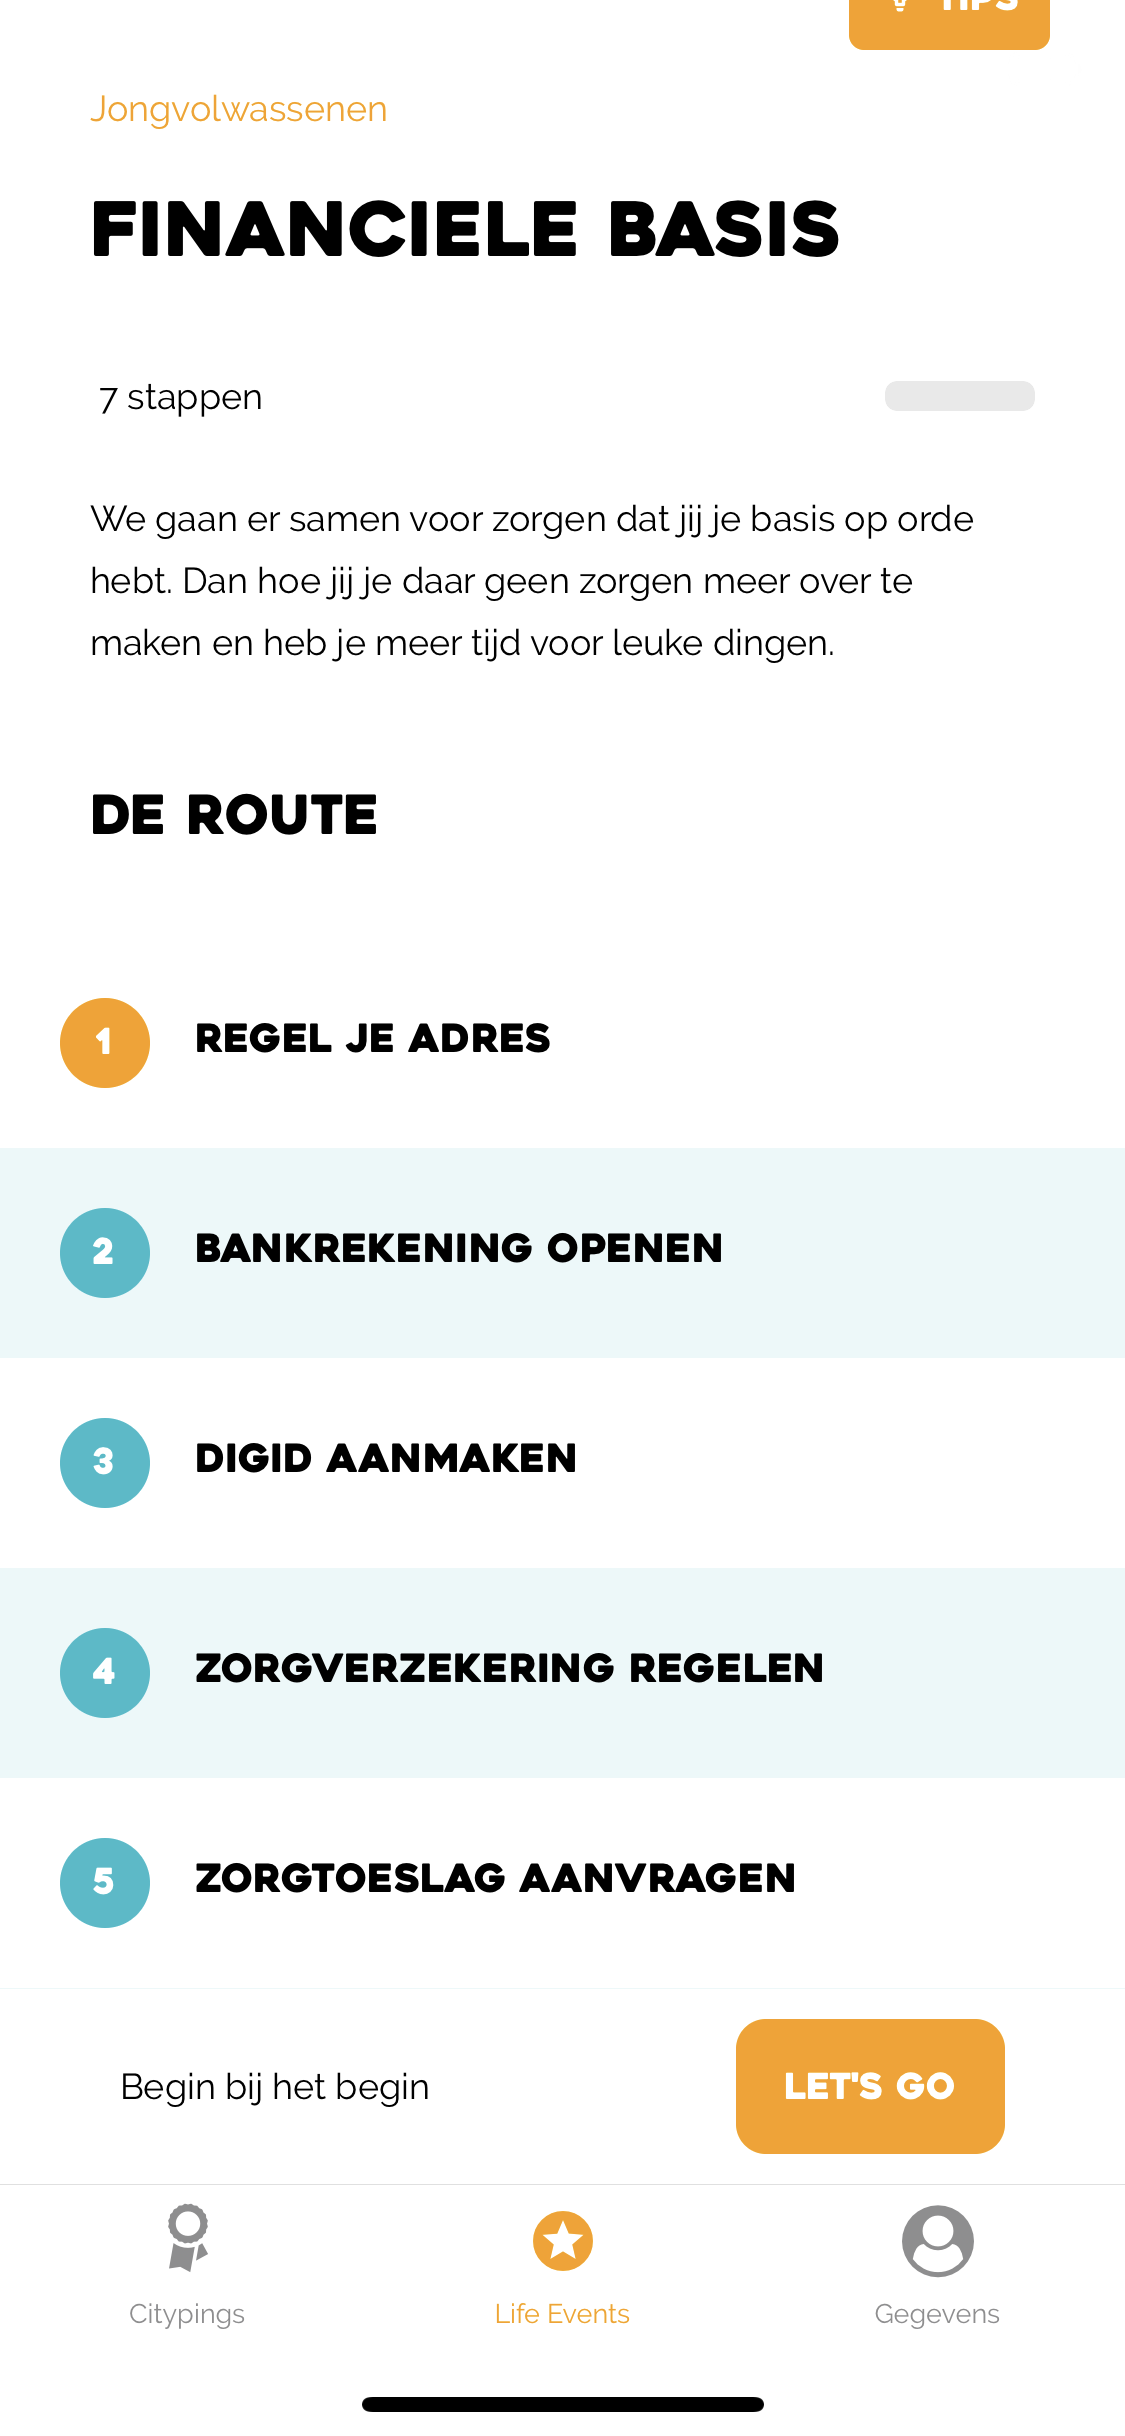 TIPS
Jongvolwassenen
FINANCIELE BASIS
7 stappen
We gaan er samen voor zorgen dat jij je basis op orde
hebt. Dan hoe jij je daar geen zorgen meer over te
maken en heb je meer tijd voor leuke dingen.
DE ROUTE
1 REGEL JE ADRES
2 BANKREKENING OPENEN
3 DIGID AANMAKEN
4 ZORGVERZEKERING REGELEN
5 ZORGTOESLAG AANVRAGEN
Begin bij het begin LET'S GO
Citypings Life Events Gegevens